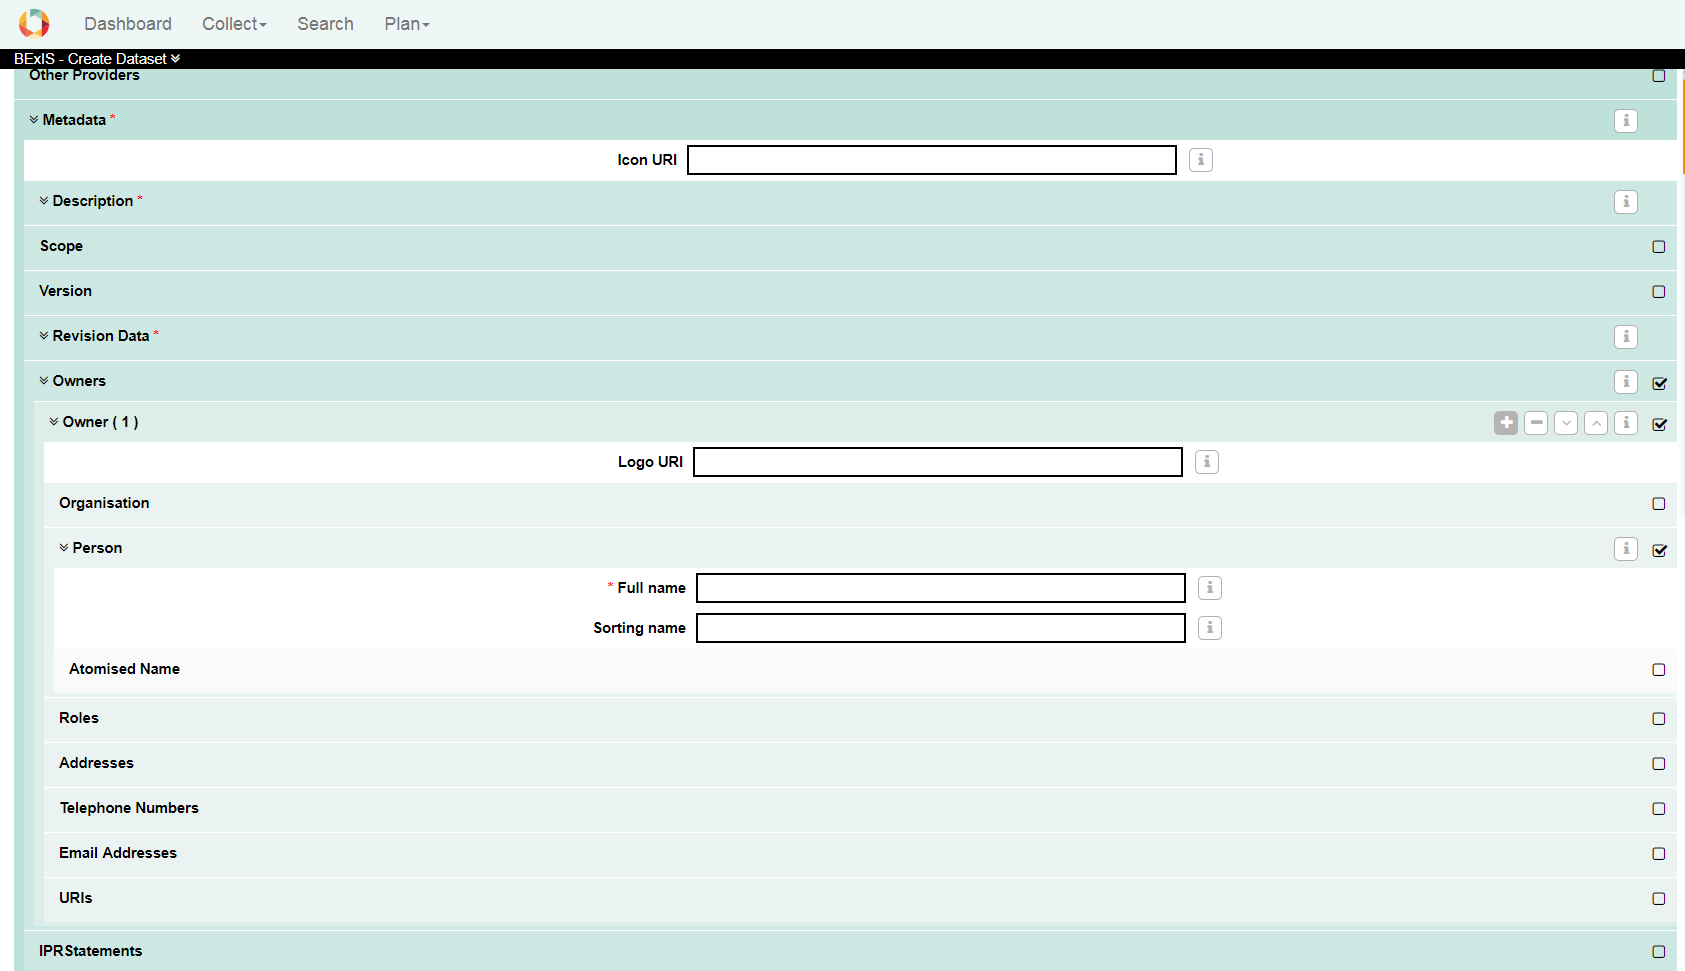 Dashboard Collect Search Plan
BExIS - Create Dataset
Other Providers
Metadata *
Icon URI
Description *
Scope
Version
Revision Data *
Owners
Owner ( 1 )
Logo URI
Organisation
Person
* Full name
Sorting name
Atomised Name
Roles
Addresses
Telephone Numbers
Email Addresses
URIs
IPRStatements